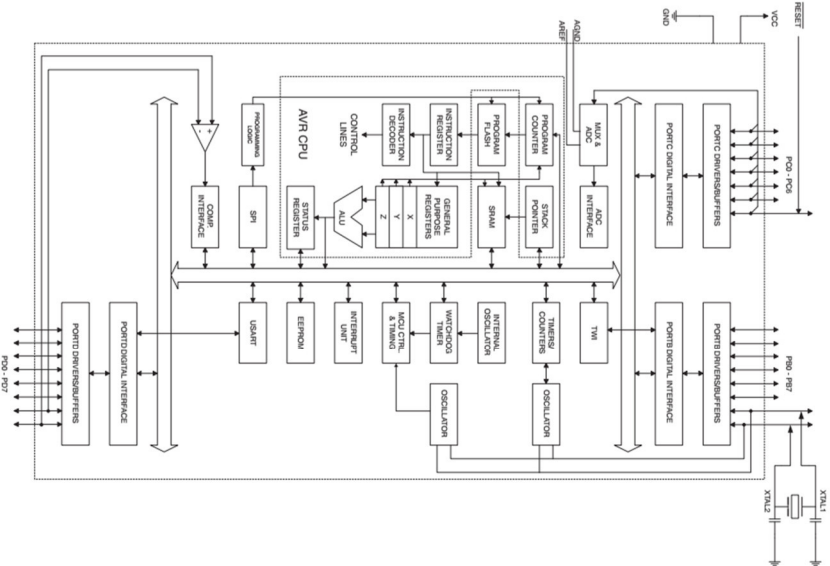 XTAL1
XTAL2
RESET
VCC
GND
PC0 - PC6
PB0 - PB7
PORTC DRIVERS/BUFFERS
PORTB DRIVERS/BUFFERS
PORTC DIGITAL INTERFACE
PORTB DIGITAL INTERFACE
MUX &
ADC
ADC
INTERFACE
TWI
AGND
AREF
PROGRAM
COUNTER
STACK
POINTER
TIMERS/
COUNTERS
OSCILLATOR
PROGRAM
FLASH
SRAM
INTERNAL
OSCILLATOR
INSTRUCTION
REGISTER
GENERAL
PURPOSE
REGISTERS
WATCHDOG
TIMER
OSCILLATOR
X
INSTRUCTION
DECODER
Y
MCU CTRL.
& TIMING
Z
CONTROL
LINES
ALU
INTERRUPT
UNIT
AVR CPU
STATUS
REGISTER
EEPROM
PROGRAMMING
LOGIC
SPI
USART
+
-
COMP.
INTERFACE
PORTD DIGITAL INTERFACE
PORTD DRIVERS/BUFFERS
PD0 - PD7